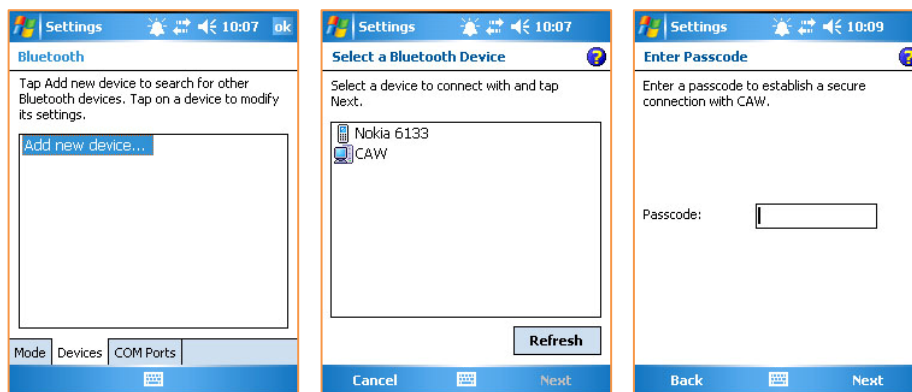 Settings 10:07 ok
Bluetooth
Tap Add new device to search for other
Bluetooth devices. Tap on a device to modify
its settings.
Add new device...
Mode Devices COM Ports
Settings 10:07
Select a Bluetooth Device ?
Select a device to connect with and tap
Next.
Nokia 6133
CAW
Refresh
Cancel Next
Settings 10:09
Enter Passcode ?
Enter a passcode to establish a secure
connection with CAW.
Passcode:
Back Next